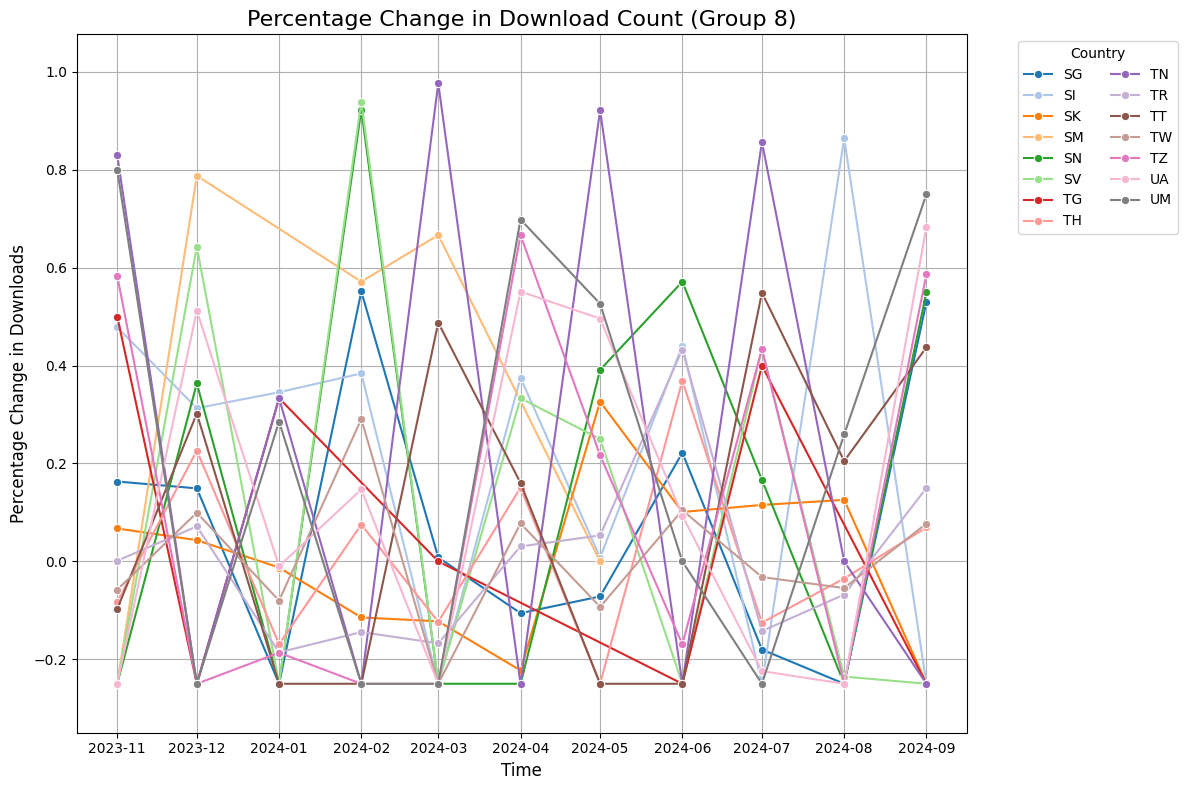 Percentage Change in Download Count (Group 8)
Percentage Change in Downloads
1.0
0.8
0.6
0.4
0.2
0.0
−0.2
2023-11 2023-12 2024-01 2024-02 2024-03 2024-04 2024-05 2024-06 2024-07 2024-08 2024-09
Time
Country
SG TN
SI TR
SK TT
SM TW
SN TZ
SV UA
TG UM
TH